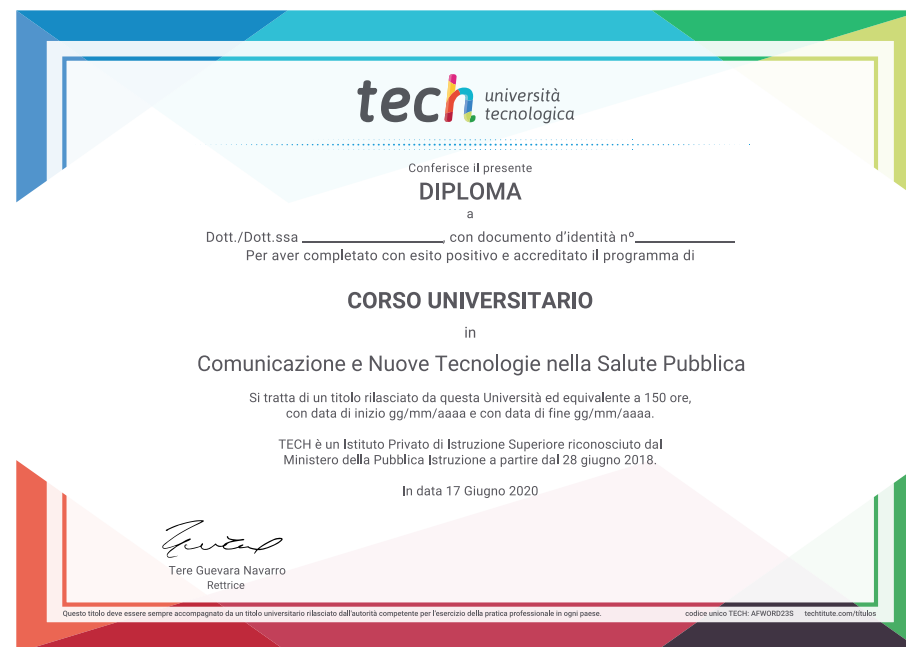 tech università
tecnologica
Conferisce il presente
DIPLOMA
a
Dott./Dott.ssa ____________________, con documento d'identità nº______________
Per aver completato con esito positivo e accreditato il programma di
CORSO UNIVERSITARIO
in
Comunicazione e Nuove Tecnologie nella Salute Pubblica
Si tratta di un titolo rilasciato da questa Università ed equivalente a 150 ore,
con data di inizio gg/mm/aaaa e con data di fine gg/mm/aaaa.
TECH è un Istituto Privato di Istruzione Superiore riconosciuto dal
Ministero della Pubblica Istruzione a partire dal 28 giugno 2018.
In data 17 Giugno 2020
Tere Guevara Navarro
Rettrice
Questo titolo deve essere sempre accompagnato da un titolo universitario rilasciato dall'autorità competente per l'esercizio della pratica professionale in ogni paese. codice unico TECH: AFWORD23S techtitute.com/títulos